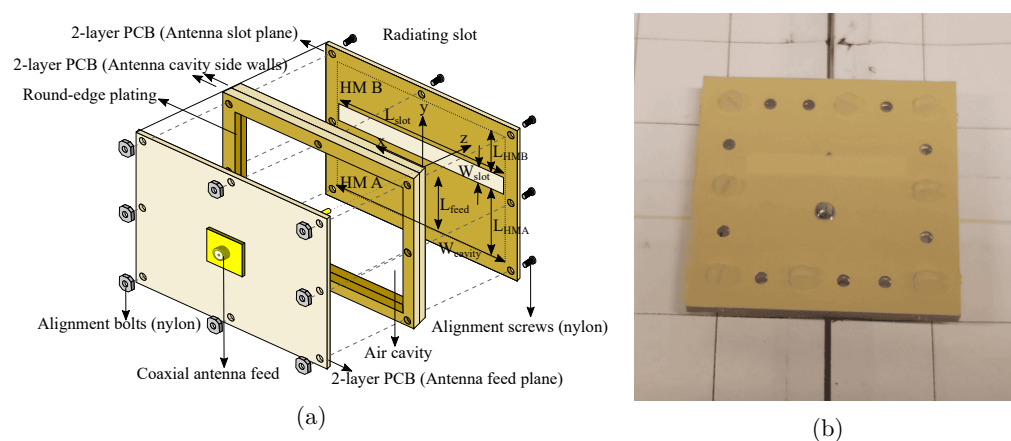 2-layer PCB (Antenna slot plane)
Radiating slot
2-layer PCB (Antenna cavity side walls)
Round-edge plating
HM B
L_slot
y
x
z
L_HMB
W_slot
HM A
L_feed
L_HMA
W_cavity
Alignment bolts (nylon)
Alignment screws (nylon)
Air cavity
Coaxial antenna feed
2-layer PCB (Antenna feed plane)
(a)
(b)